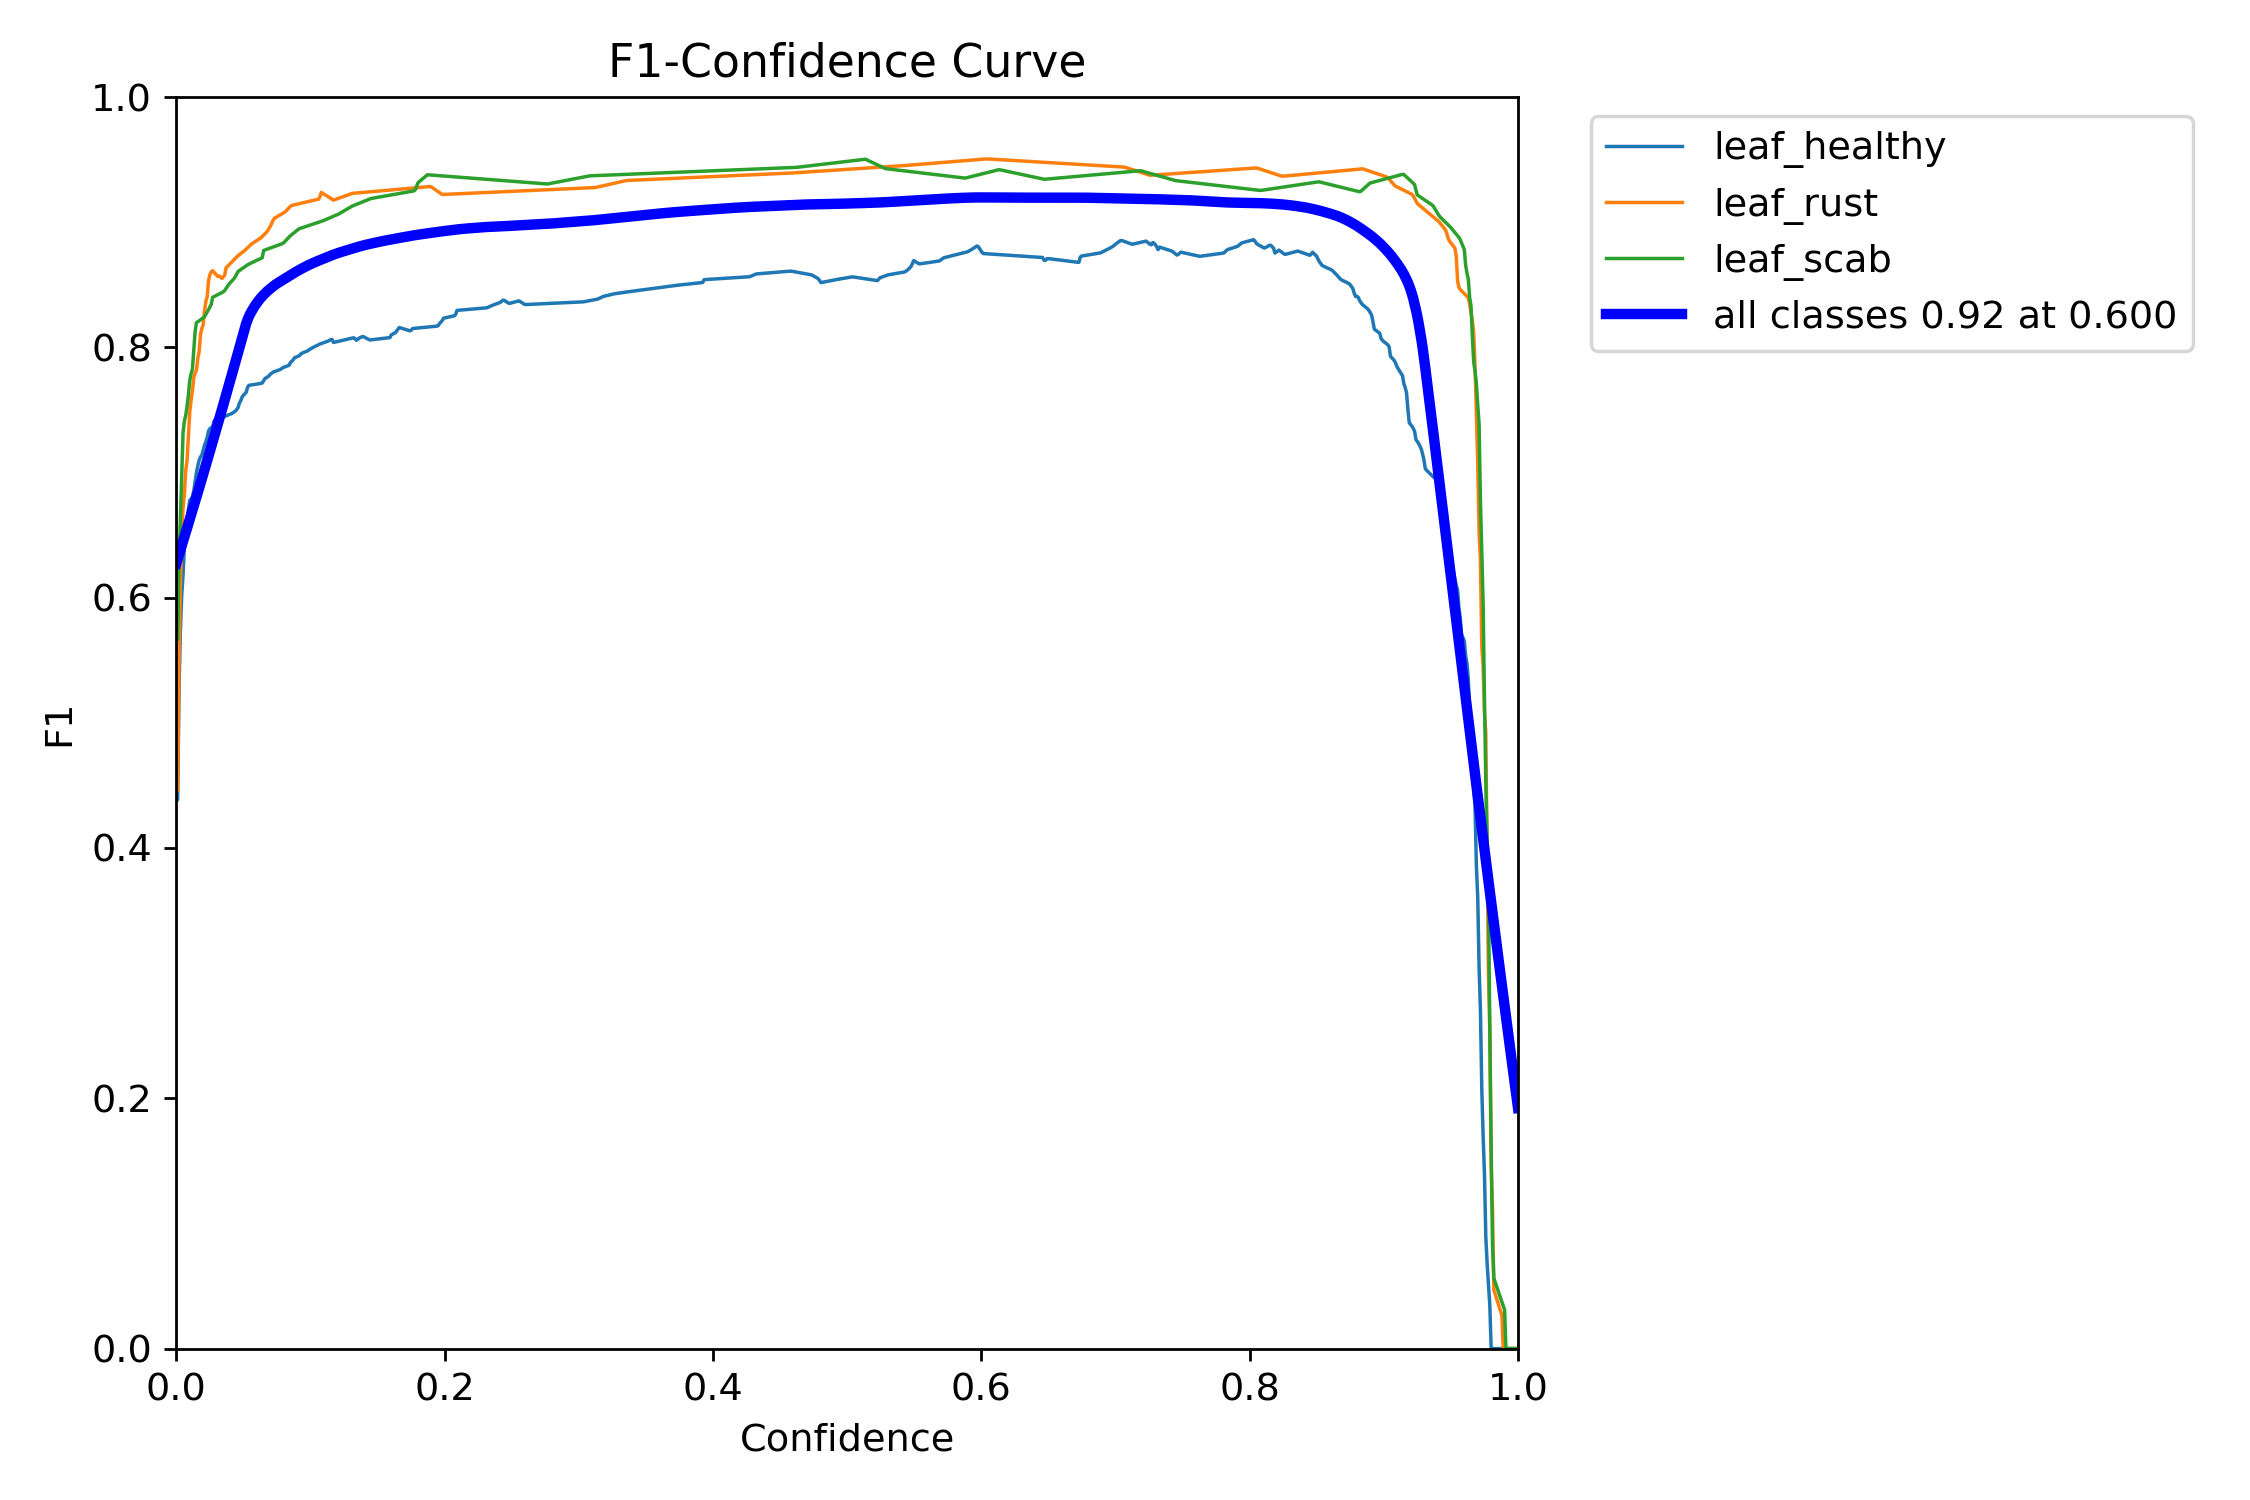 F1-Confidence Curve
1.0
0.8
0.6
0.4
0.2
0.0
F1
0.0 0.2 0.4 0.6 0.8 1.0
Confidence
leaf_healthy
leaf_rust
leaf_scab
all classes 0.92 at 0.600